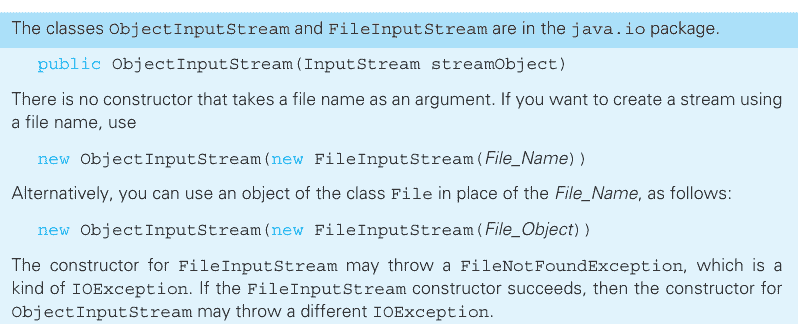 The classes ObjectInputStream and FileInputStream are in the java.io package.
public ObjectInputStream(InputStream streamObject)
There is no constructor that takes a file name as an argument. If you want to create a stream using
a file name, use
new ObjectInputStream(new FileInputStream(File_Name))
Alternatively, you can use an object of the class File in place of the File_Name, as follows:
new ObjectInputStream(new FileInputStream(File_Object))
The constructor for FileInputStream may throw a FileNotFoundException, which is a
kind of IOException. If the FileInputStream constructor succeeds, then the constructor for
ObjectInputStream may throw a different IOException.